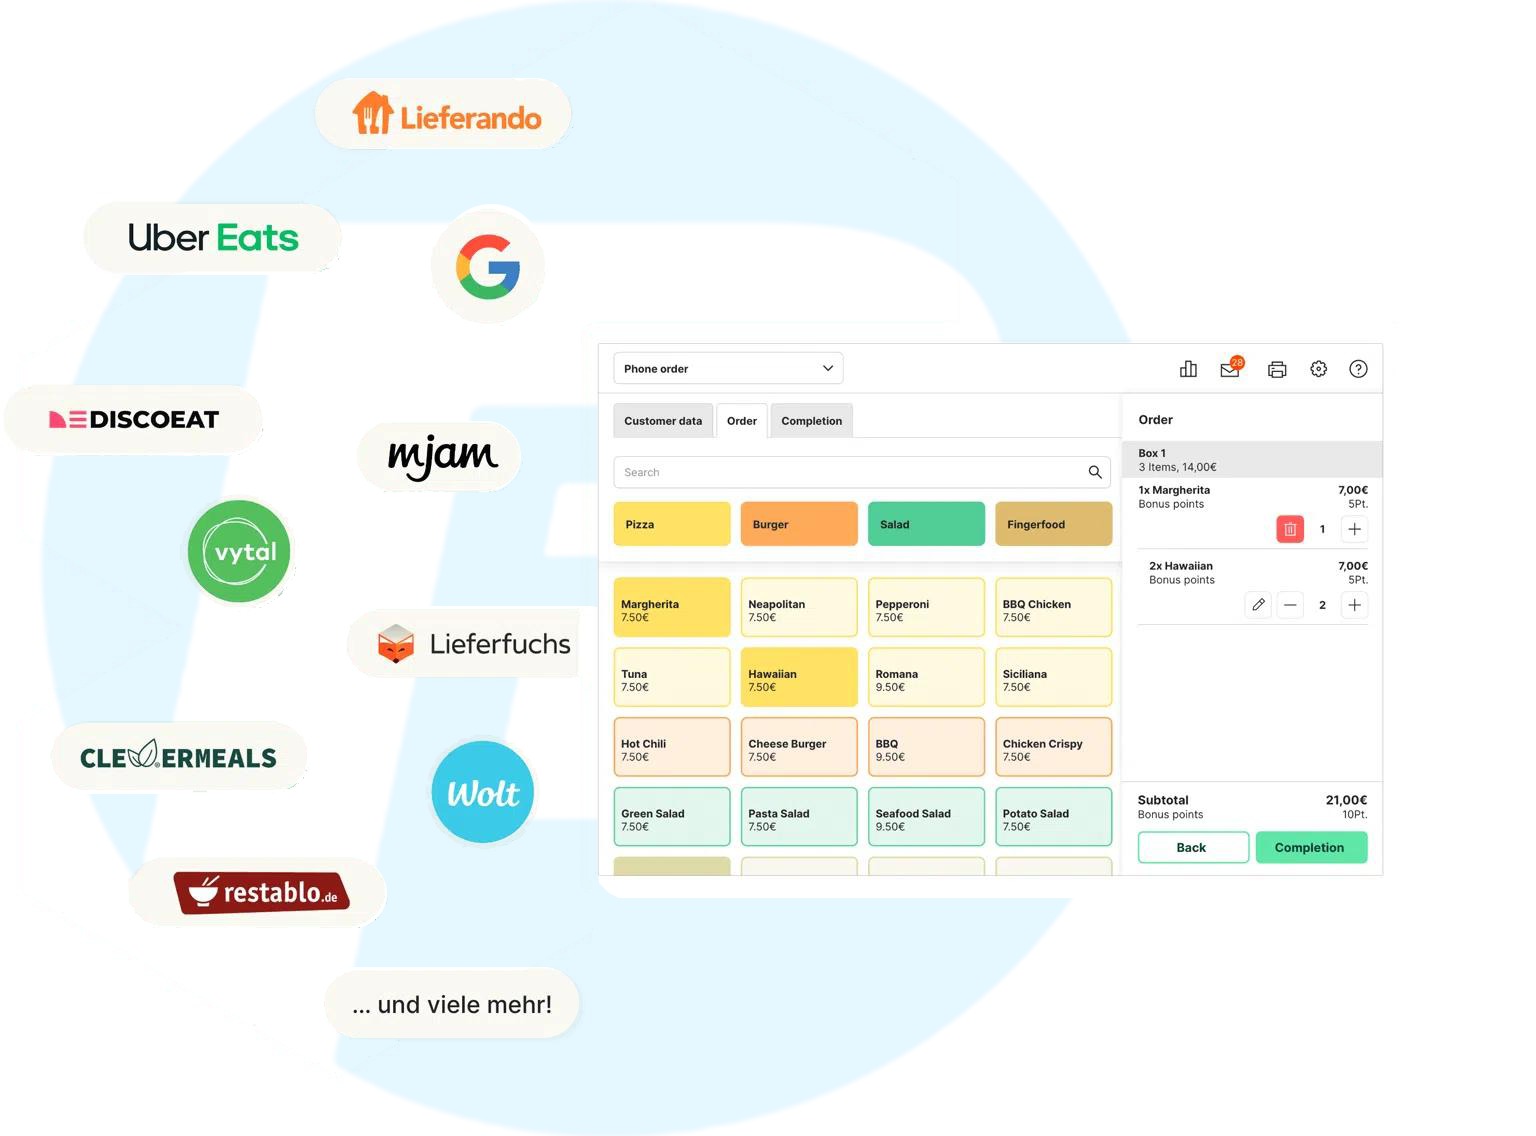 Lieferando
Uber Eats
G
DISCOEAT
mjam
vytal
Lieferfuchs
CLEVERMEALS
Wolt
restablo.de
... und viele mehr!
Phone order
28
Customer data Order Completion
Search
Pizza Burger Salad Fingerfood
Margherita Neapolitan Pepperoni BBQ Chicken
7.50€ 7.50€ 7.50€ 7.50€
Tuna Hawaiian Romana Siciliana
7.50€ 7.50€ 9.50€ 7.50€
Hot Chili Cheese Burger BBQ Chicken Crispy
7.50€ 7.50€ 9.50€ 7.50€
Green Salad Pasta Salad Seafood Salad Potato Salad
7.50€ 7.50€ 9.50€ 7.50€
Order
Box 1
3 Items, 14,00€
1x Margherita 7,00€
Bonus points 5Pt.
1
2x Hawaiian 7,00€
Bonus points 5Pt.
2
Subtotal 21,00€
Bonus points 10Pt.
Back Completion